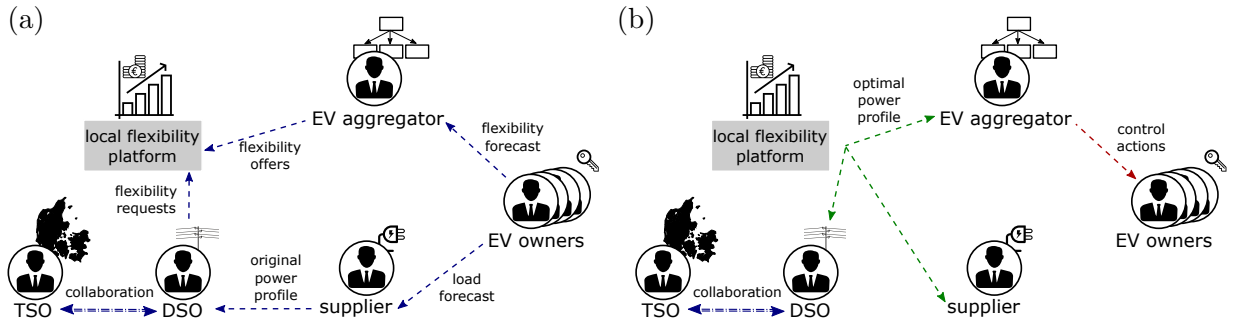 (a)
€
local flexibility
platform
EV aggregator
flexibility
offers
flexibility
forecast
flexibility
requests
EV owners
original
power
profile
load
forecast
collaboration
TSO
DSO
supplier
(b)
€
local flexibility
platform
optimal
power
profile
EV aggregator
control
actions
EV owners
collaboration
TSO
DSO
supplier